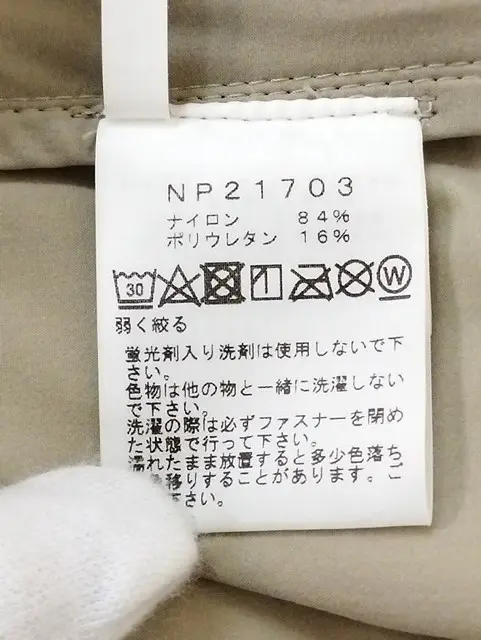 NP21703
ナイロン 84%
ポリウレタン 16%
30 W
弱く絞る
蛍光剤入り洗剤は使用しないで下
さい。
色物は他の物と一緒に洗濯しない
で下さい。
洗濯の際は必ずファスナーを閉め
た状態で行って下さい。
濡れたまま放置すると多少色落ち
移りすることがあります。ご
さい。